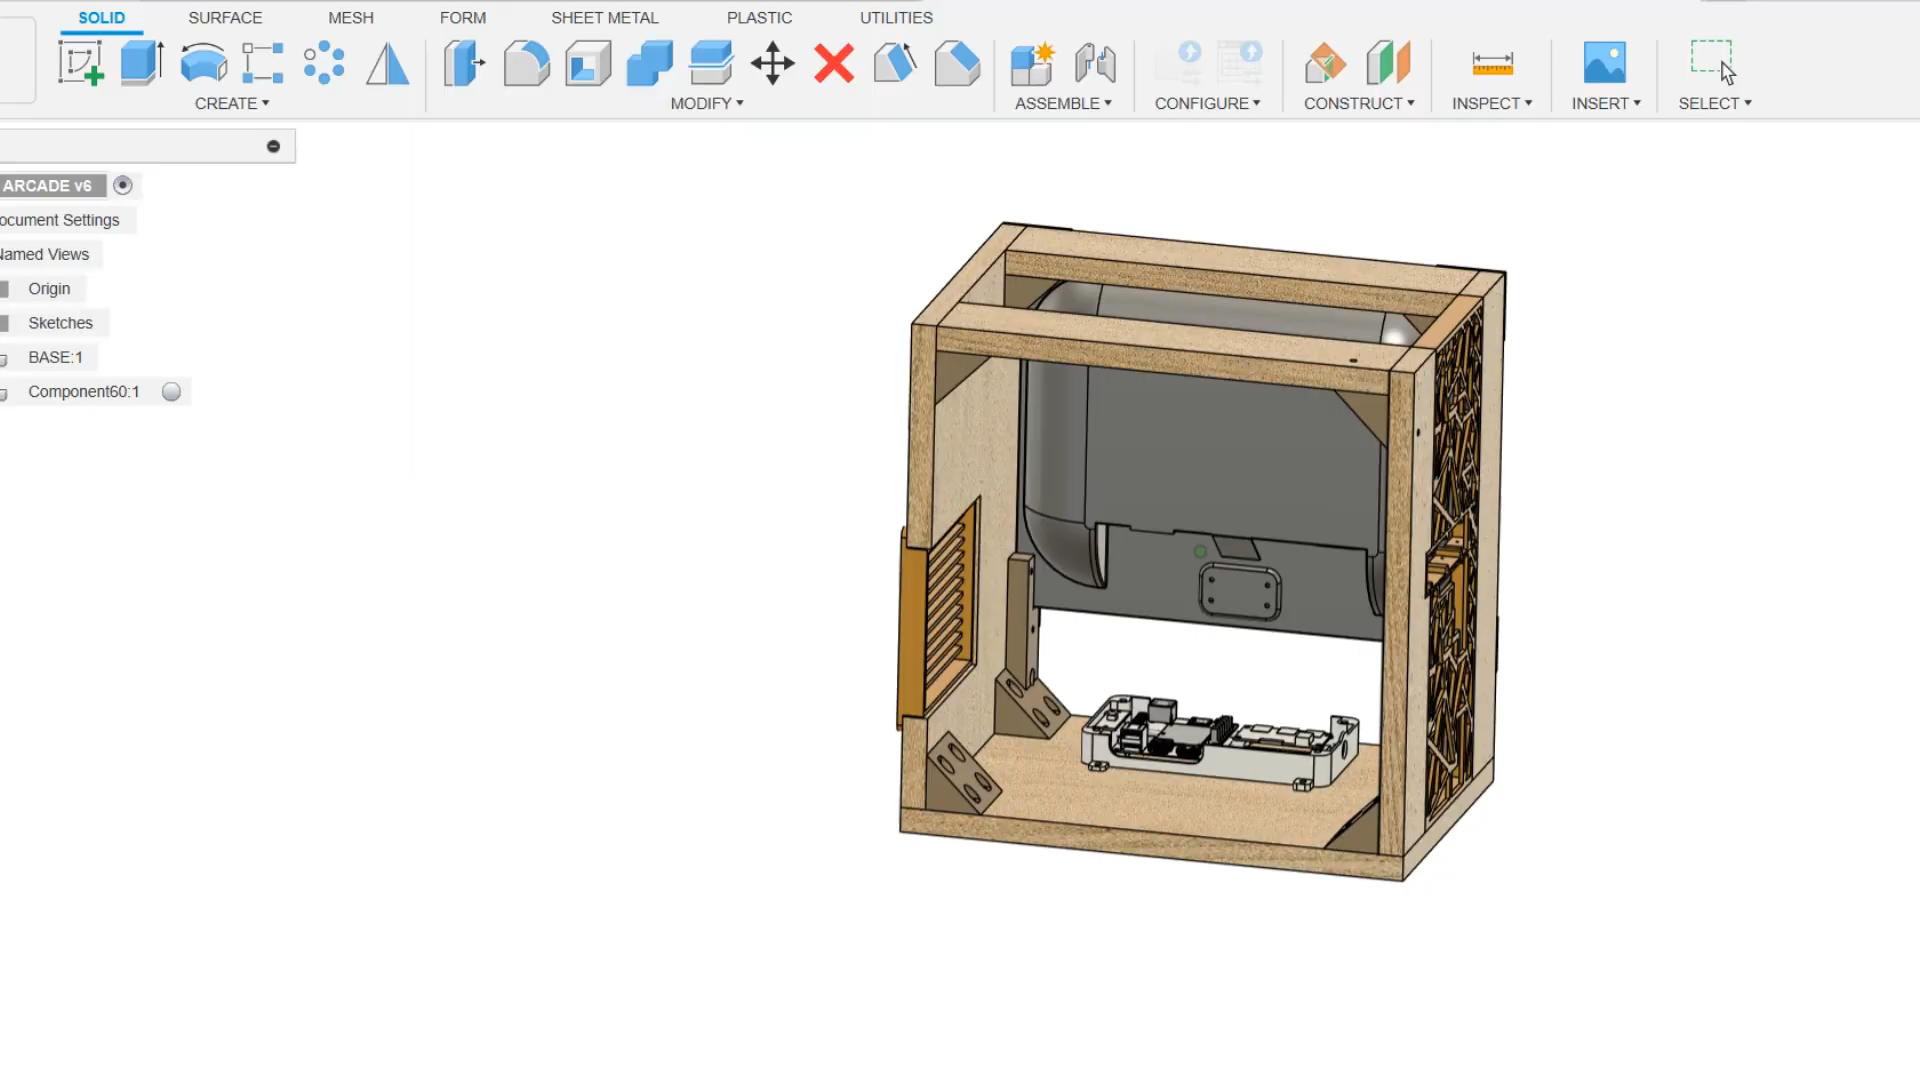 SOLID SURFACE MESH FORM SHEET METAL PLASTIC UTILITIES
CREATE MODIFY ASSEMBLE CONFIGURE CONSTRUCT INSPECT INSERT SELECT
ARCADE v6
ocument Settings
Named Views
Origin
Sketches
BASE:1
Component60:1